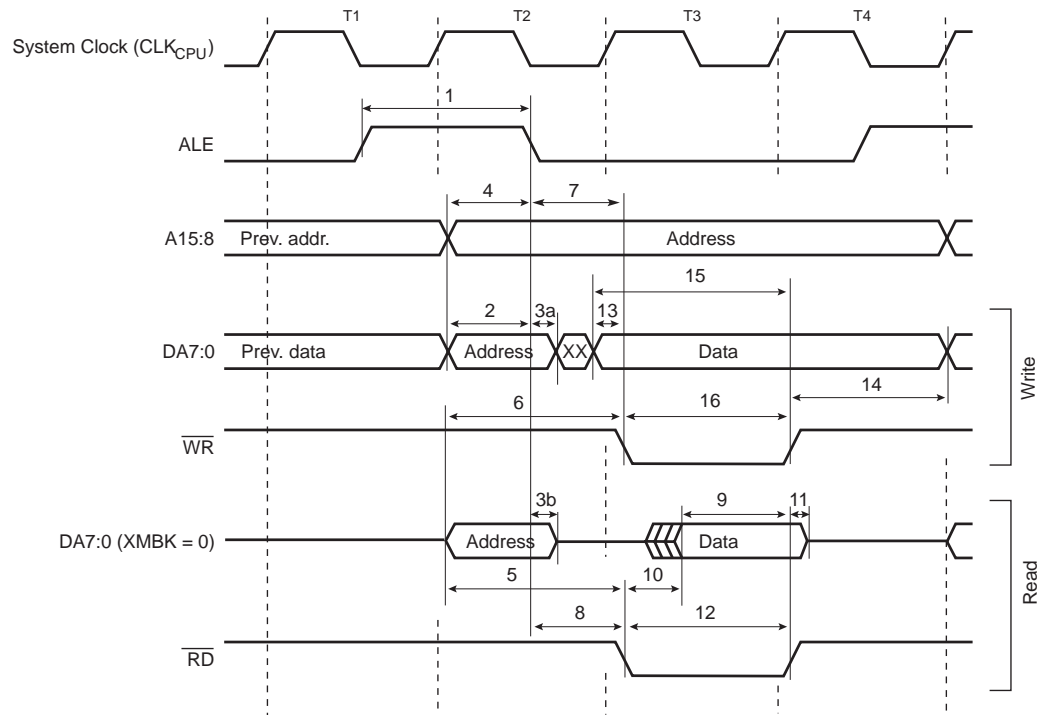 T1 T2 T3 T4
System Clock (CLKCPU)
1
ALE
4 7
A15:8 Prev. addr. Address
15
2 3a 13
DA7:0 Prev. data Address XX Data
14
6 16
WR
Write
3b 9 11
DA7:0 (XMBK = 0) Address Data
5 10
8 12
RD
Read